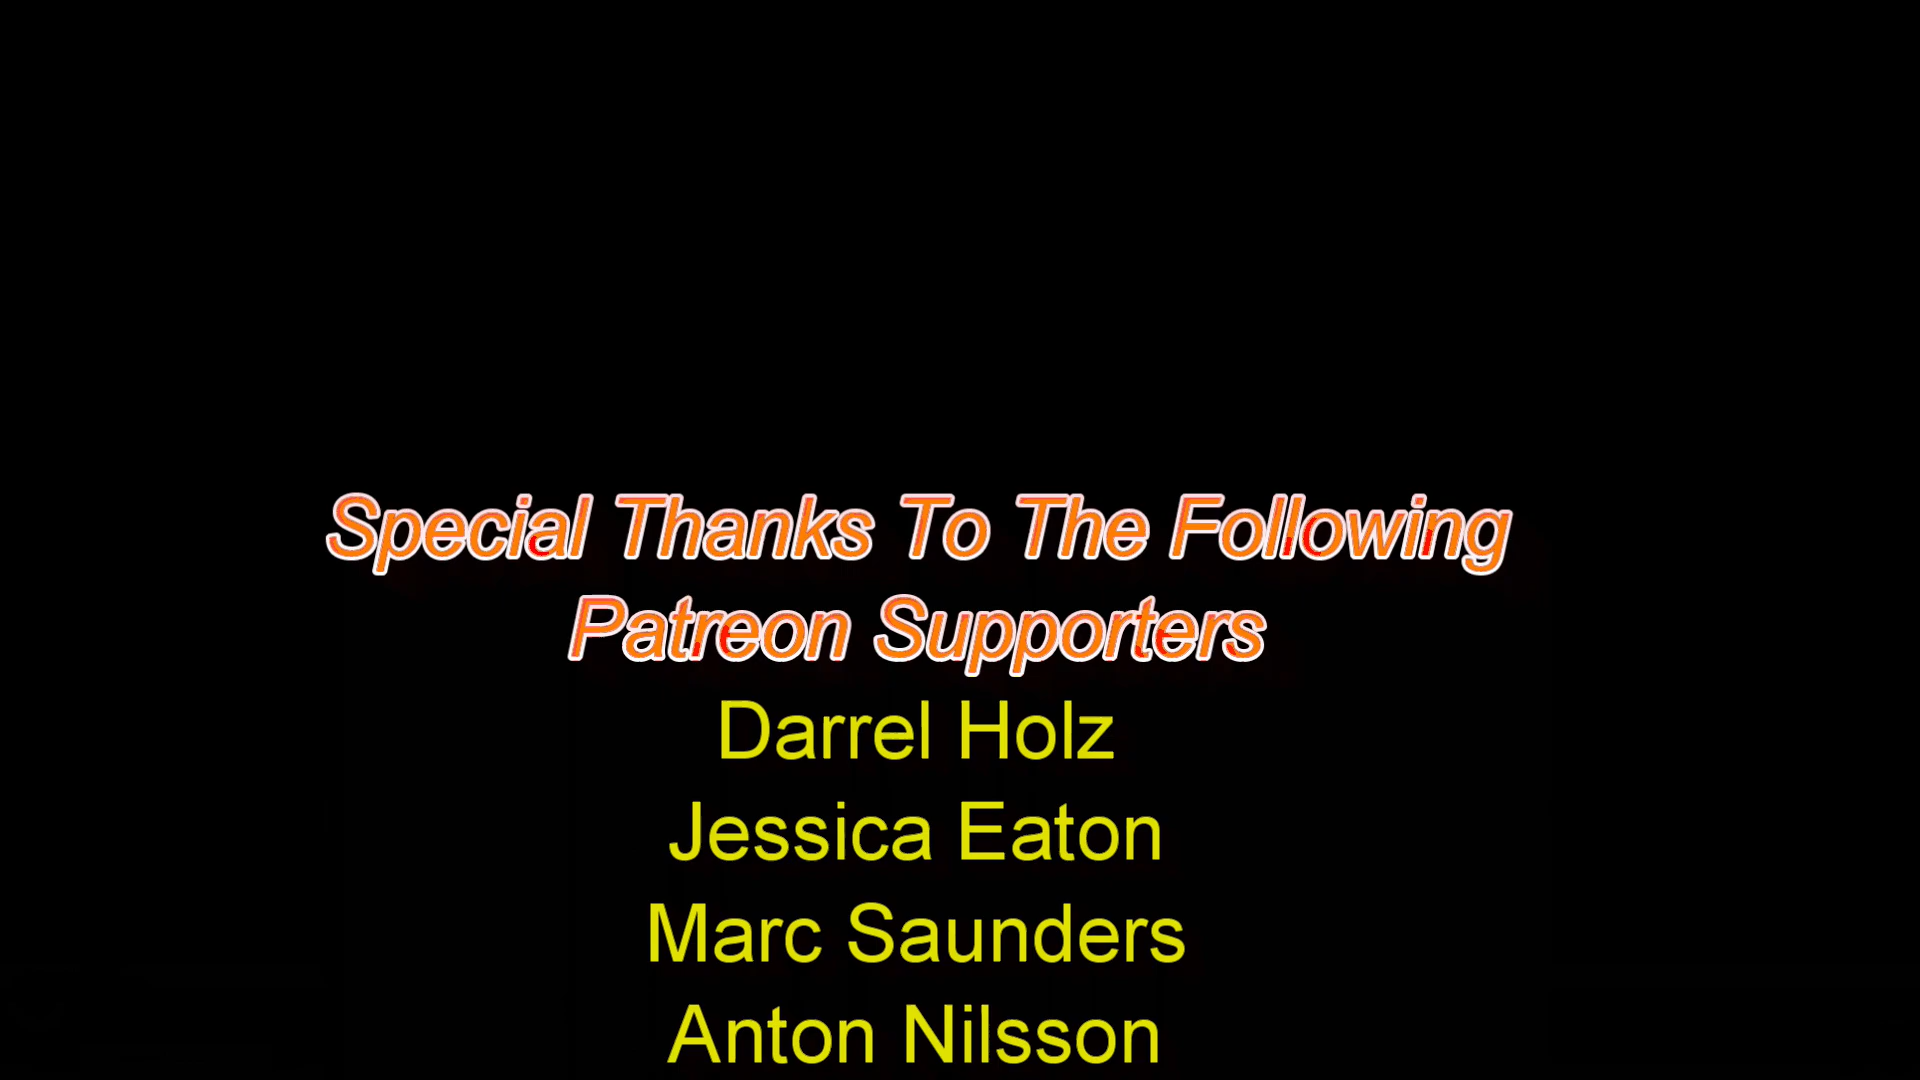 Special Thanks To The Following
Patreon Supporters
Darrel Holz
Jessica Eaton
Marc Saunders
Anton Nilsson